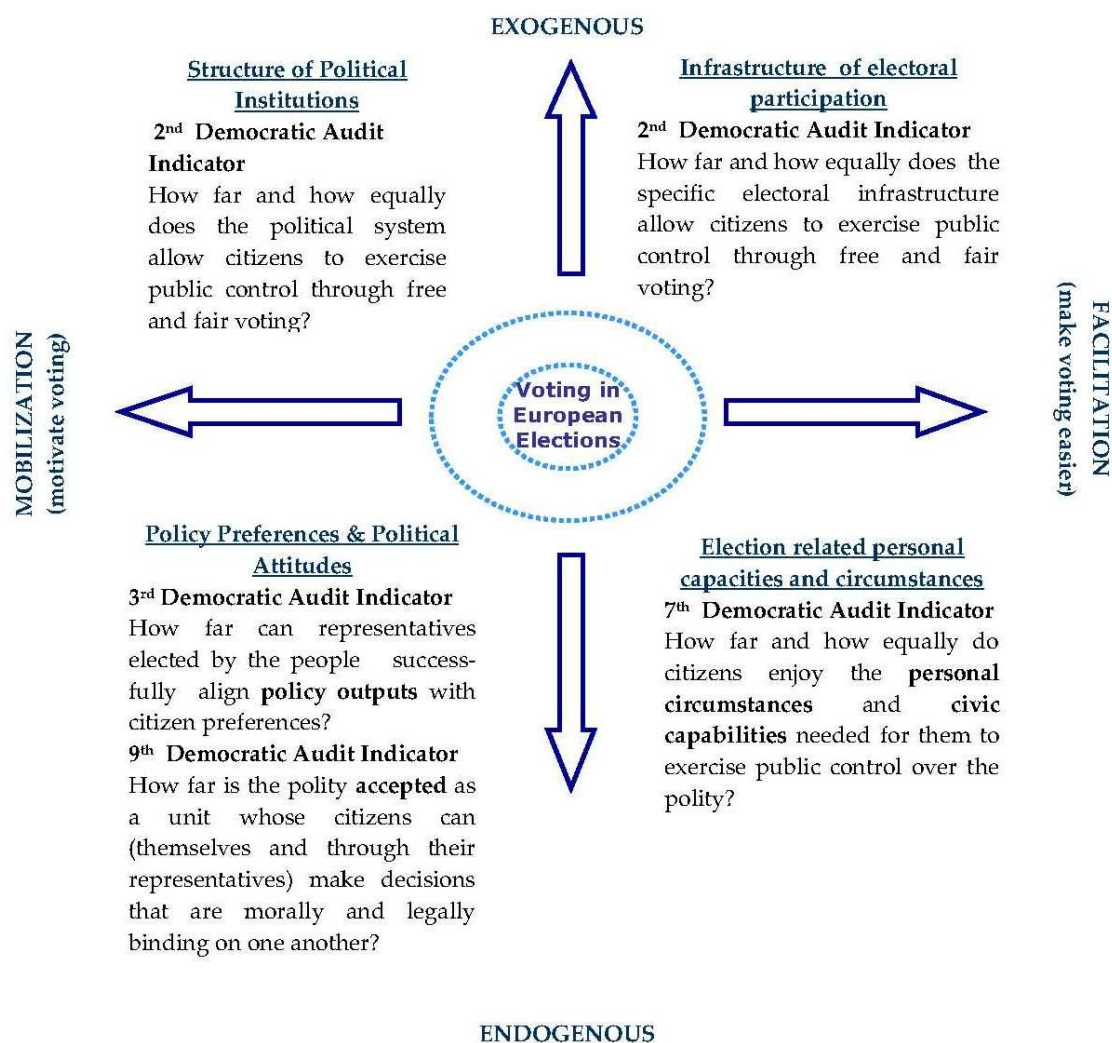 EXOGENOUS
Structure of Political
Institutions
2nd Democratic Audit
Indicator
How far and how equally
does the political system
allow citizens to exercise
public control through free
and fair voting?
Infrastructure of electoral
participation
2nd Democratic Audit Indicator
How far and how equally does the
specific electoral infrastructure
allow citizens to exercise public
control through free and fair
voting?
MOBILIZATION
(motivate voting)
Voting in
European
Elections
FACILITATION
(make voting easier)
Policy Preferences & Political
Attitudes
3rd Democratic Audit Indicator
How far can representatives
elected by the people success-
fully align policy outputs with
citizen preferences?
9th Democratic Audit Indicator
How far is the polity accepted as
a unit whose citizens can
(themselves and through their
representatives) make decisions
that are morally and legally
binding on one another?
Election related personal
capacities and circumstances
7th Democratic Audit Indicator
How far and how equally do
citizens enjoy the personal
circumstances and civic
capabilities needed for them to
exercise public control over the
polity?
ENDOGENOUS